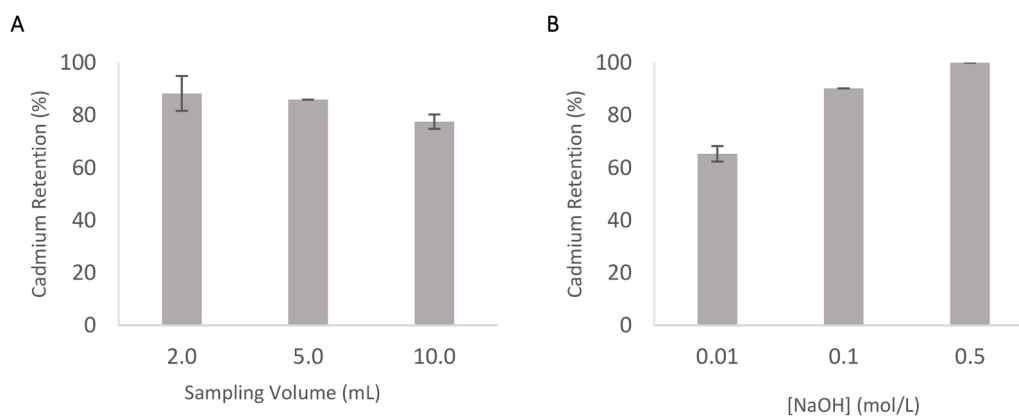 A
Cadmium Retention (%)
100
80
60
40
20
0
2.0 5.0 10.0
Sampling Volume (mL)
B
Cadmium Retention (%)
100
80
60
40
20
0
0.01 0.1 0.5
[NaOH] (mol/L)